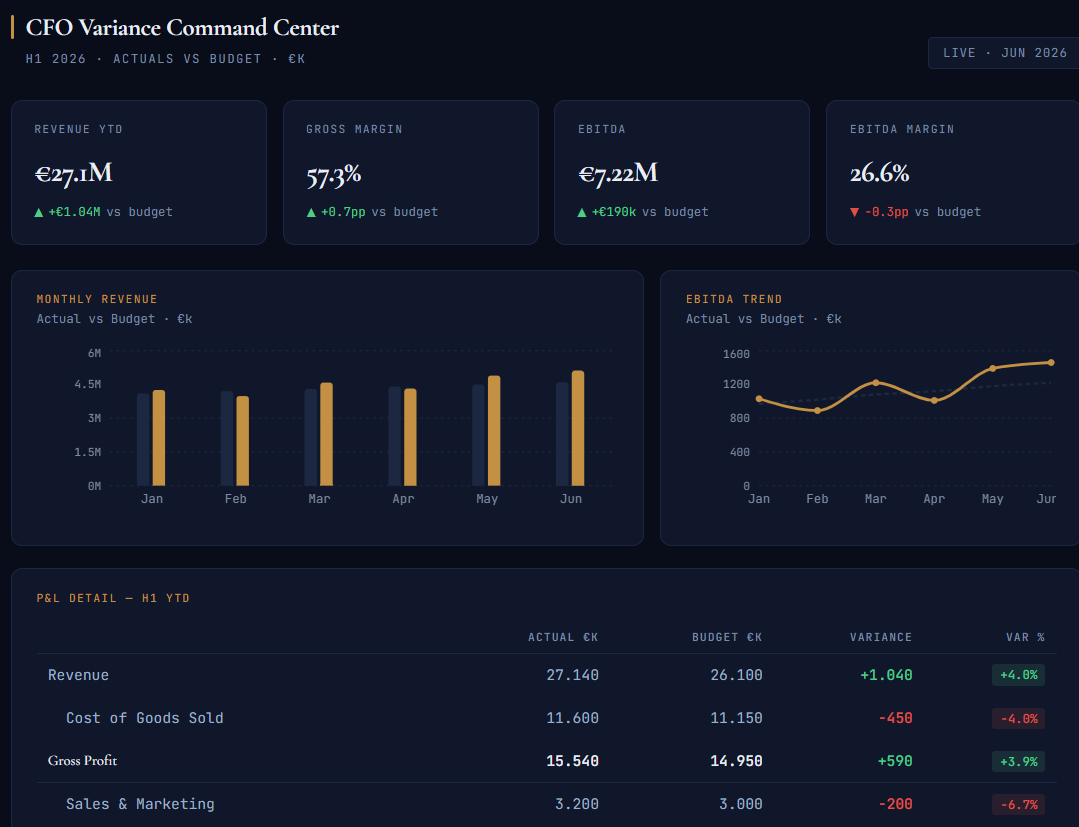 CFO Variance Command Center
H1 2026 · ACTUALS VS BUDGET · €K
LIVE · JUN 2026
REVENUE YTD
€27.1M
▲ +€1.04M vs budget
GROSS MARGIN
57.3%
▲ +0.7pp vs budget
EBITDA
€7.22M
▲ +€190k vs budget
EBITDA MARGIN
26.6%
▼ -0.3pp vs budget
MONTHLY REVENUE
Actual vs Budget · €k
6M
4.5M
3M
1.5M
0M
Jan Feb Mar Apr May Jun
EBITDA TREND
Actual vs Budget · €k
1600
1200
800
400
0
Jan Feb Mar Apr May Jun
P&L DETAIL — H1 YTD
ACTUAL €K BUDGET €K VARIANCE VAR %
Revenue 27.140 26.100 +1.040 +4.0%
Cost of Goods Sold 11.600 11.150 -450 -4.0%
Gross Profit 15.540 14.950 +590 +3.9%
Sales & Marketing 3.200 3.000 -200 -6.7%